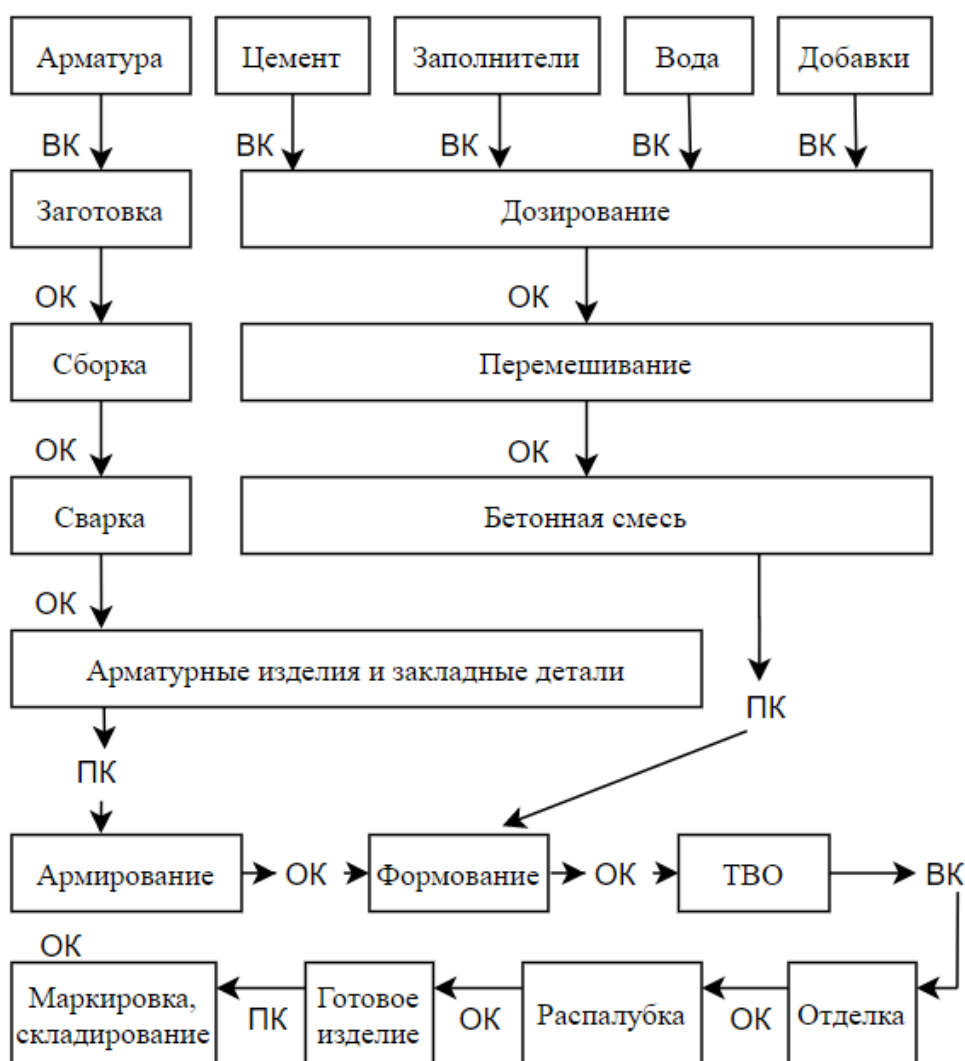 Арматура
Цемент
Заполнители
Вода
Добавки
ВК
ВК
ВК
ВК
ВК
Заготовка
Дозирование
ОК
ОК
Сборка
Перемешивание
ОК
ОК
Сварка
Бетонная смесь
ОК
Арматурные изделия и закладные детали
ПК
ПК
Армирование
ОК
Формование
ОК
ТВО
ВК
ОК
Маркировка,
складирование
ПК
Готовое
изделие
ОК
Распалубка
ОК
Отделка